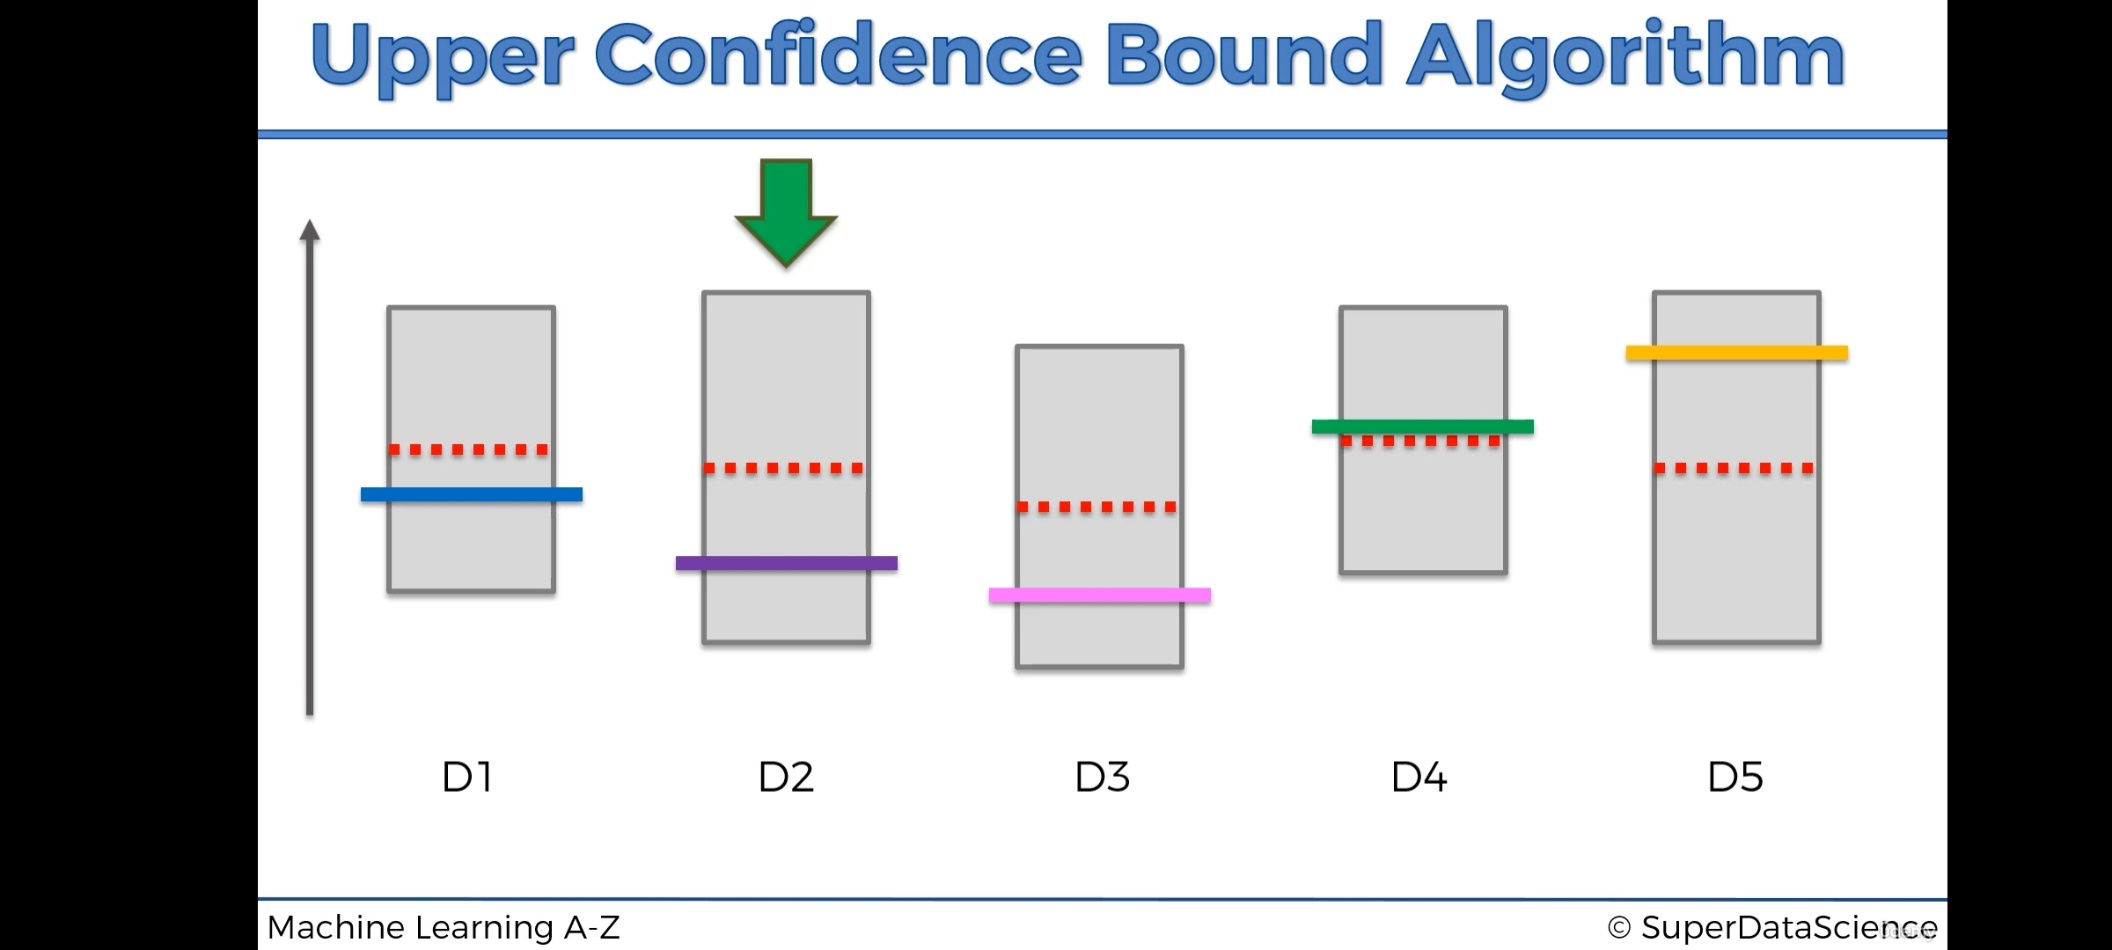 Upper Confidence Bound Algorithm
D1
D2
D3
D4
D5
Machine Learning A-Z
© SuperDataScience